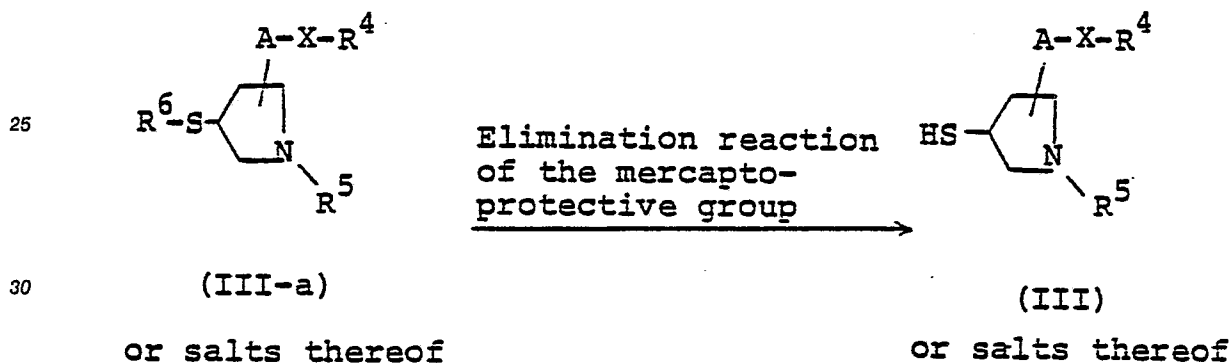 A-X-R4 A-X-R4
25 R6-S HS
N Elimination reaction N
of the mercapto-
R5 protective group R5
30 (III-a) (III)
or salts thereof or salts thereof